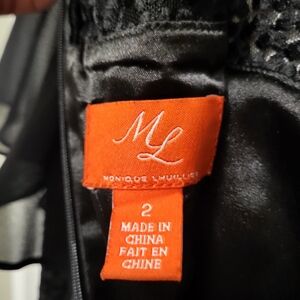 ML
MONIQUE LHUILLIER
2
MADE IN
CHINA
FAIT EN
CHINE